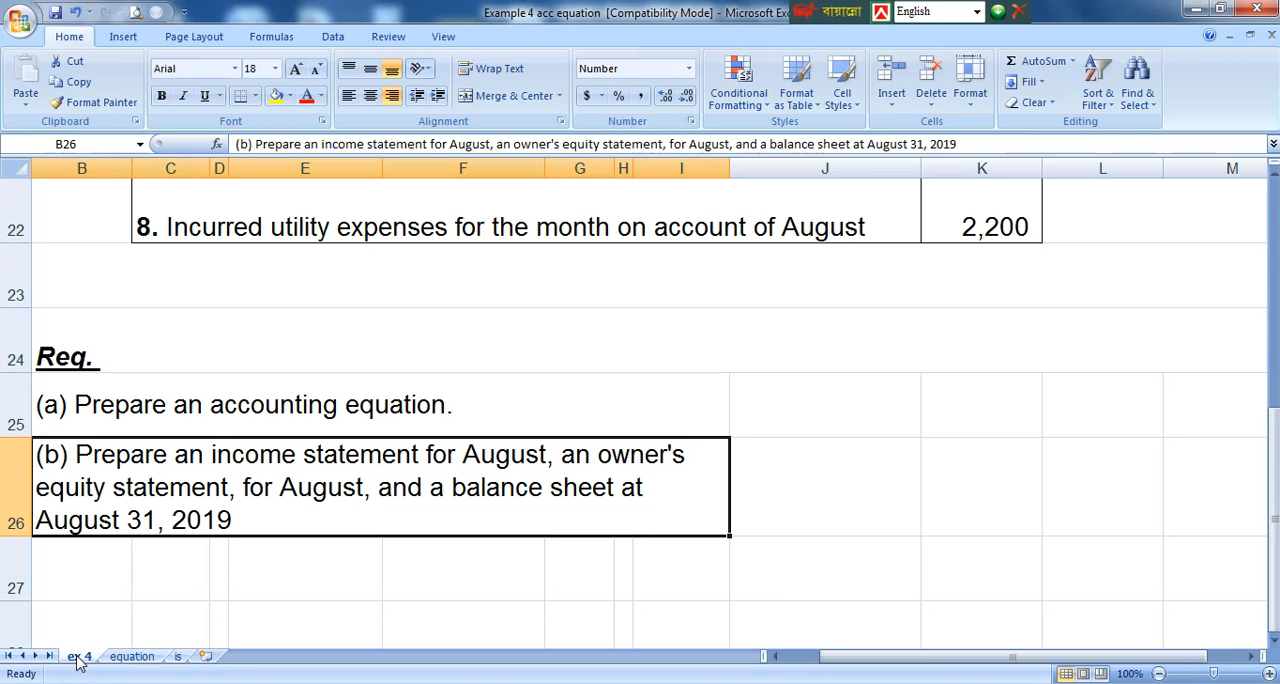 Example 4 acc equation [Compatibility Mode] - Microsoft Exc
বায়ান্নো
English
Home Insert Page Layout Formulas Data Review View
Paste
Cut
Copy
Format Painter
Clipboard
Arial 18
B I U
Font
Wrap Text
Merge & Center
Alignment
Number
$ % ,
Number
Conditional Formatting
Format as Table
Cell Styles
Styles
Insert Delete Format
Cells
Σ AutoSum
Fill
Clear
Sort & Filter
Find & Select
Editing
B26
fx
(b) Prepare an income statement for August, an owner's equity statement, for August, and a balance sheet at August 31, 2019
B C D E F G H I J K L M
22 8. Incurred utility expenses for the month on account of August 2,200
23
24 Req.
25 (a) Prepare an accounting equation.
(b) Prepare an income statement for August, an owner's
equity statement, for August, and a balance sheet at
26 August 31, 2019
27
ex 4 equation is
Ready 100%